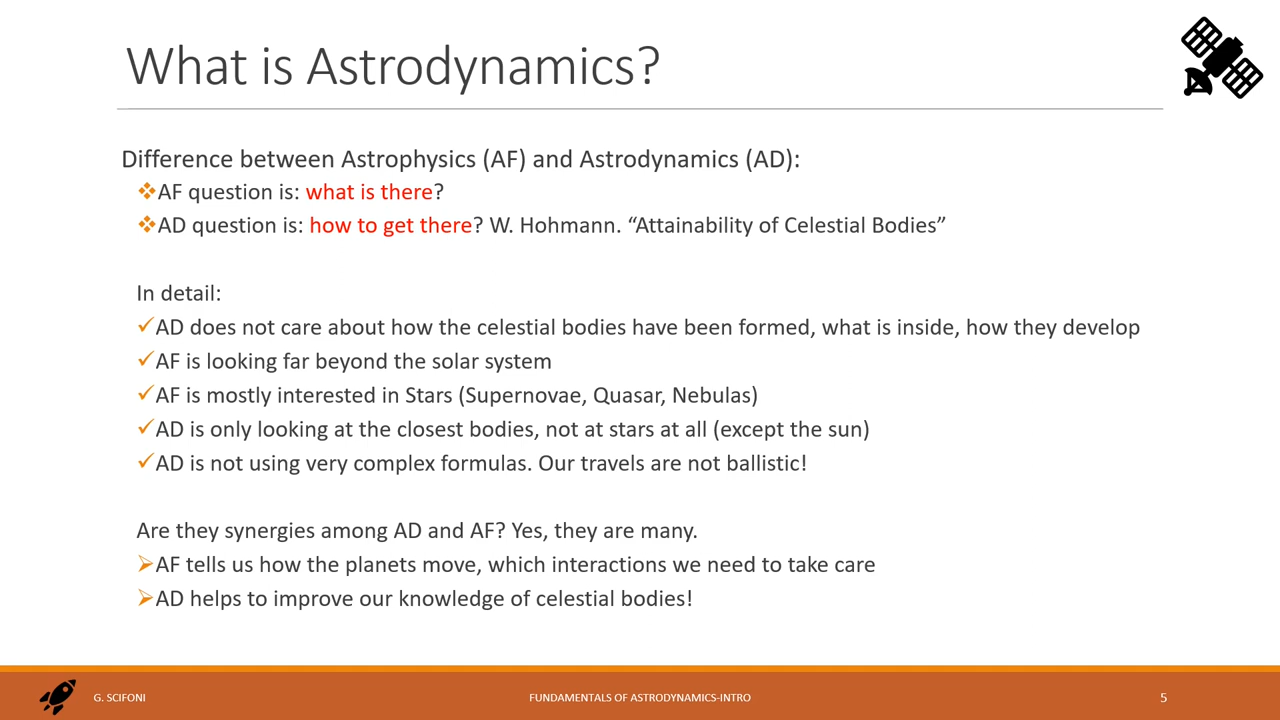 What is Astrodynamics?
Difference between Astrophysics (AF) and Astrodynamics (AD):
AF question is: what is there?
AD question is: how to get there? W. Hohmann. “Attainability of Celestial Bodies”
In detail:
AD does not care about how the celestial bodies have been formed, what is inside, how they develop
AF is looking far beyond the solar system
AF is mostly interested in Stars (Supernovae, Quasar, Nebulas)
AD is only looking at the closest bodies, not at stars at all (except the sun)
AD is not using very complex formulas. Our travels are not ballistic!
Are they synergies among AD and AF? Yes, they are many.
AF tells us how the planets move, which interactions we need to take care
AD helps to improve our knowledge of celestial bodies!
G. SCIFONI
FUNDAMENTALS OF ASTRODYNAMICS-INTRO
5